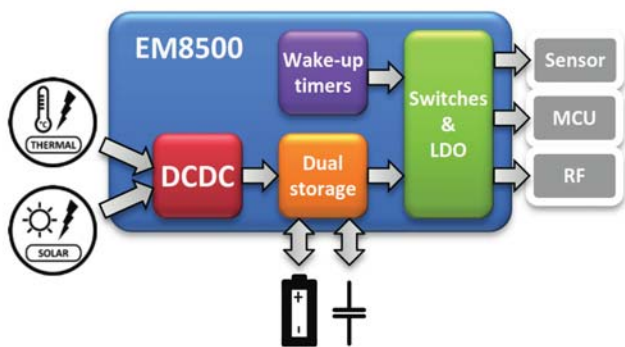 EM8500
Wake-up
timers
Switches
&
LDO
Sensor
MCU
RF
°C
THERMAL
DCDC
Dual
storage
SOLAR
+
-